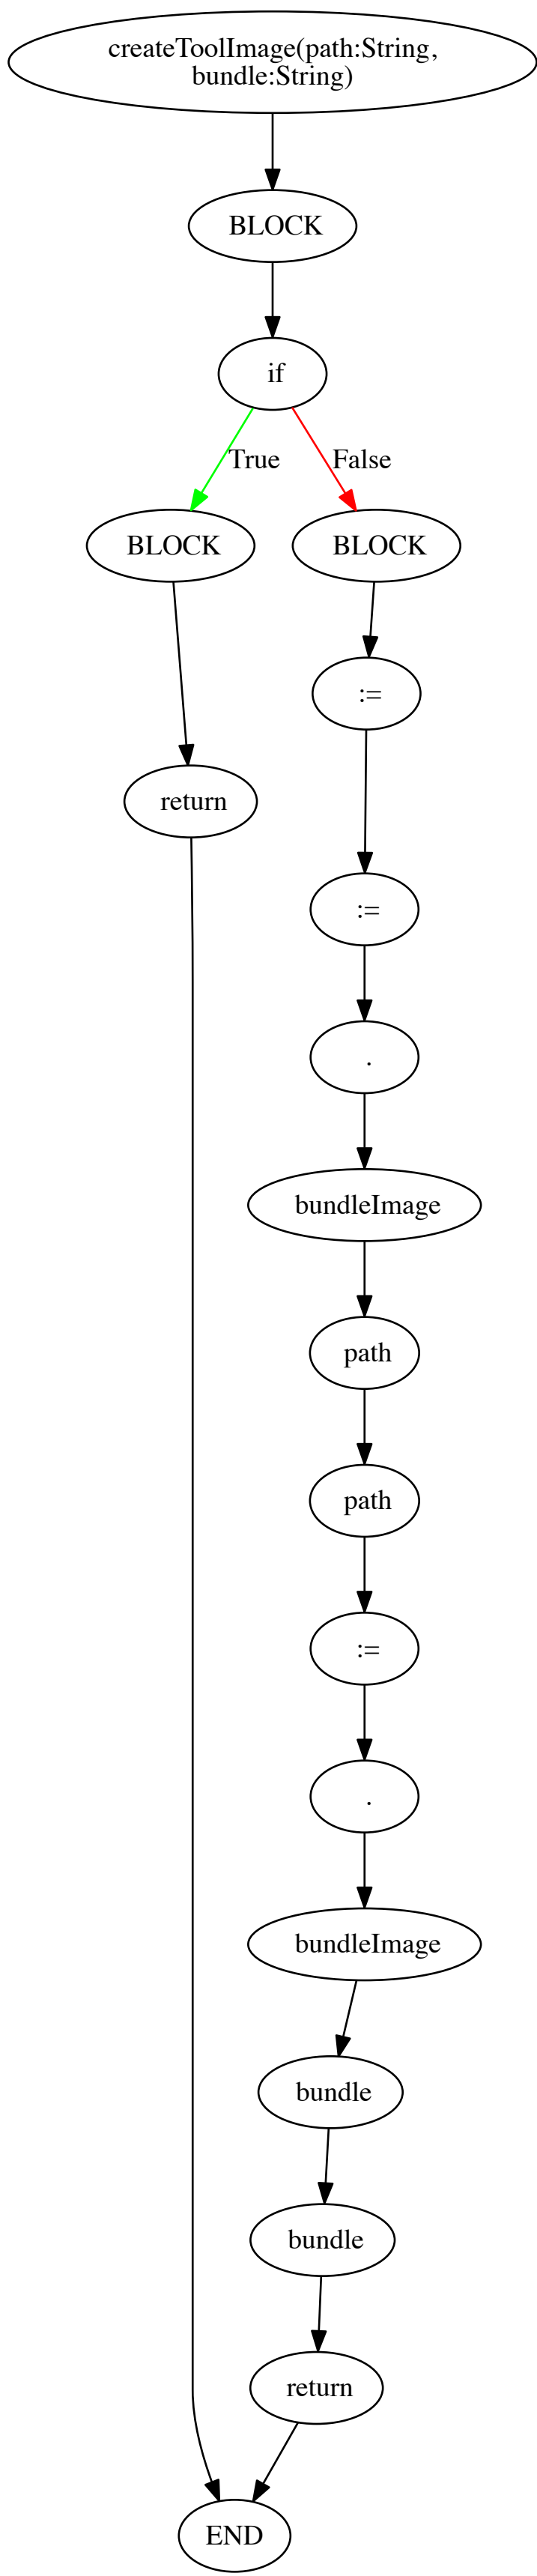 createToolImage(path:String,
bundle:String)
BLOCK
if
True
False
BLOCK
BLOCK
:=
return
:=
.
bundleImage
path
path
:=
.
bundleImage
bundle
bundle
return
END